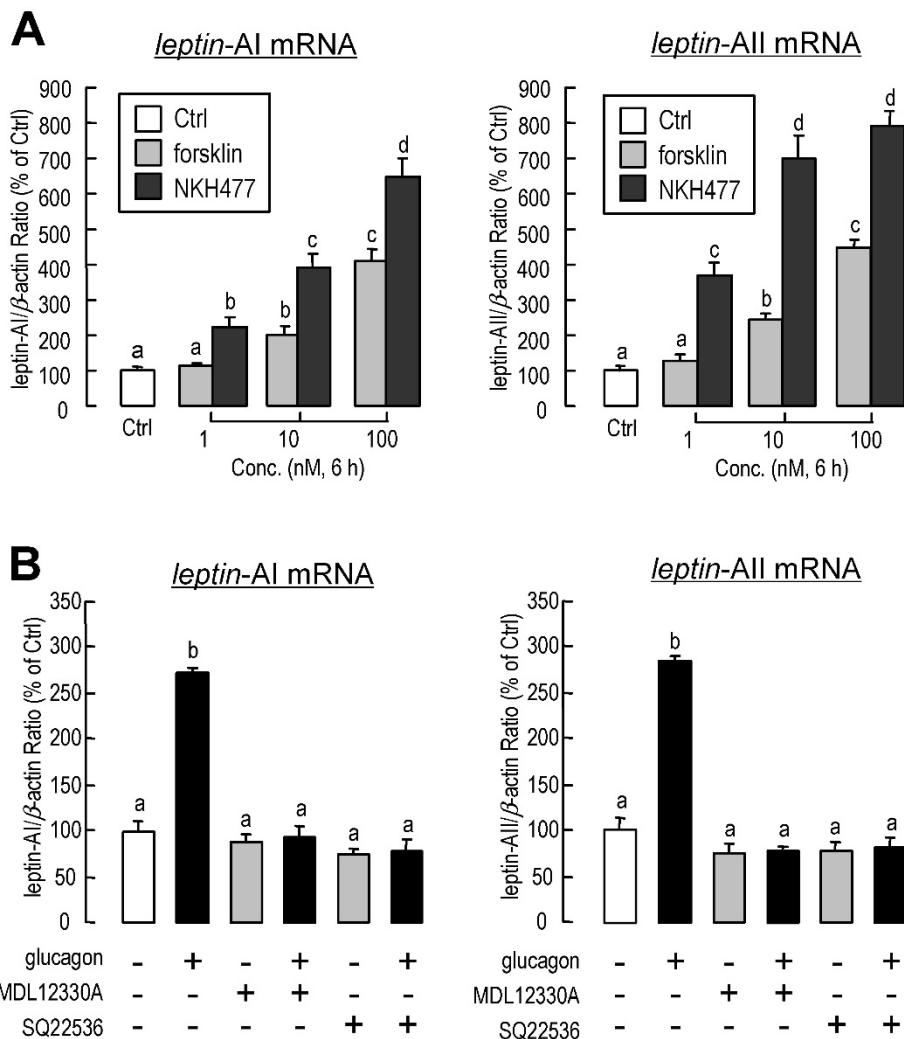 A
leptin-AI mRNA
leptin-AI/β-actin Ratio (% of Ctrl)
900
800
700
600
500
400
300
200
100
0
Ctrl
forsklin
NKH477
a
a
b
b
c
c
d
Ctrl
1
10
100
Conc. (nM, 6 h)
leptin-AII mRNA
leptin-AII/β-actin Ratio (% of Ctrl)
900
800
700
600
500
400
300
200
100
0
Ctrl
forsklin
NKH477
a
a
c
b
d
c
d
Ctrl
1
10
100
Conc. (nM, 6 h)
B
leptin-AI mRNA
leptin-AI/β-actin Ratio (% of Ctrl)
350
300
250
200
150
100
50
0
a
b
a
a
a
a
glucagon - + - + - +
MDL12330A - - + + - -
SQ22536 - - - - + +
leptin-AII mRNA
leptin-AII/β-actin Ratio (% of Ctrl)
350
300
250
200
150
100
50
0
a
b
a
a
a
a
glucagon - + - + - +
MDL12330A - - + + - -
SQ22536 - - - - + +